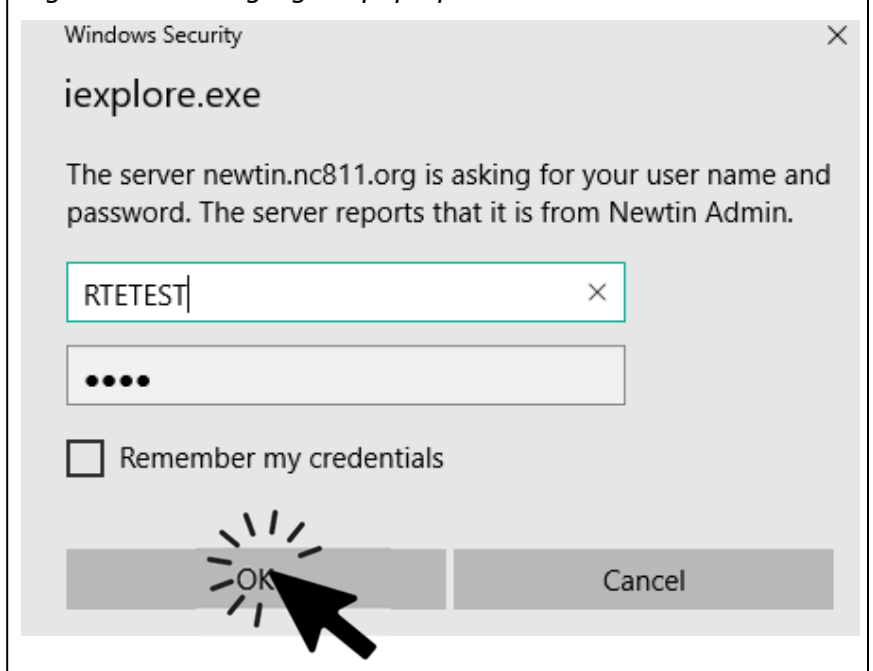 Windows Security
iexplore.exe
The server newtin.nc811.org is asking for your user name and
password. The server reports that it is from Newtin Admin.
RTETEST
••••
Remember my credentials
OK
Cancel